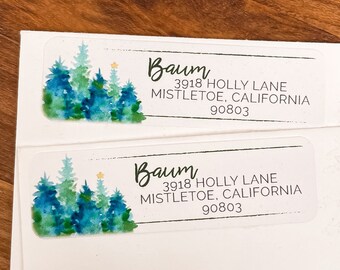 Baum
3918 HOLLY LANE
MISTLETOE, CALIFORNIA
90803
Baum
3918 HOLLY LANE
MISTLETOE, CALIFORNIA
90803